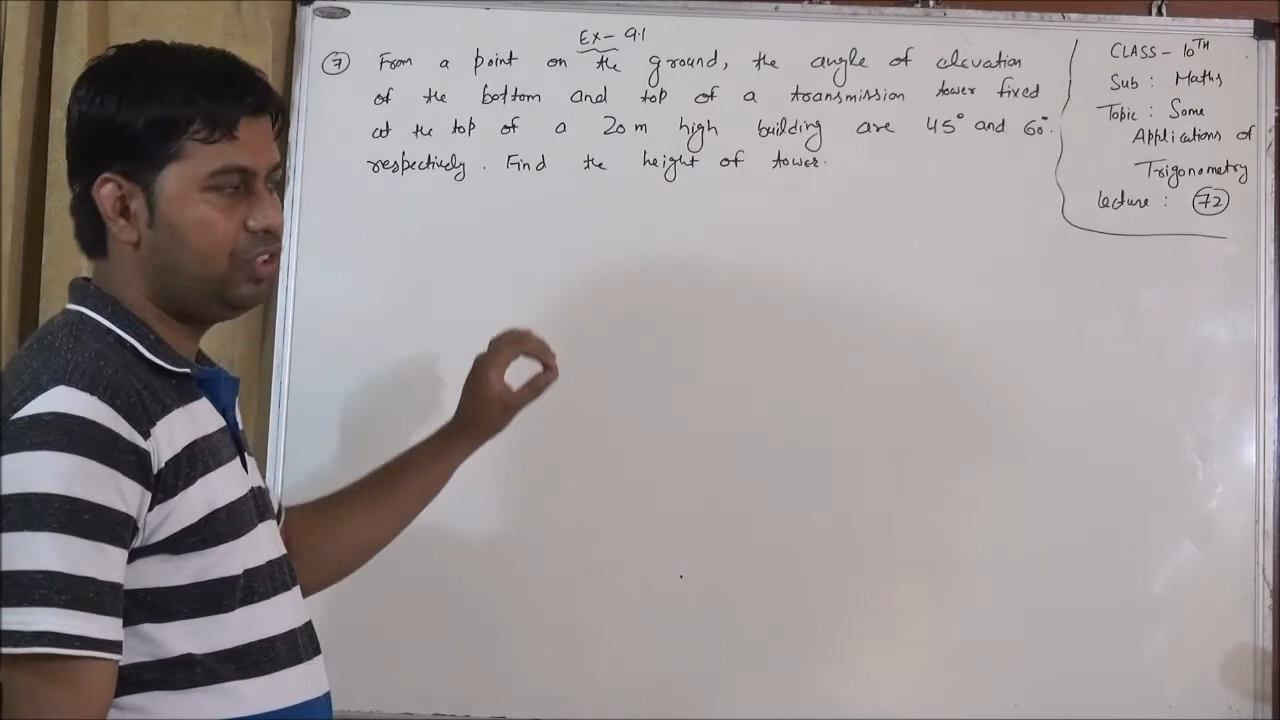 Ex- 9.1
7 From a point on the ground, the angle of elevation
of the bottom and top of a transmission tower fixed
at the top of a 20 m high building are 45° and 60°.
respectively. Find the height of tower.
CLASS - 10TH
Sub : Maths
Topic : Some
Applications of
Trigonometry
Lecture : 72